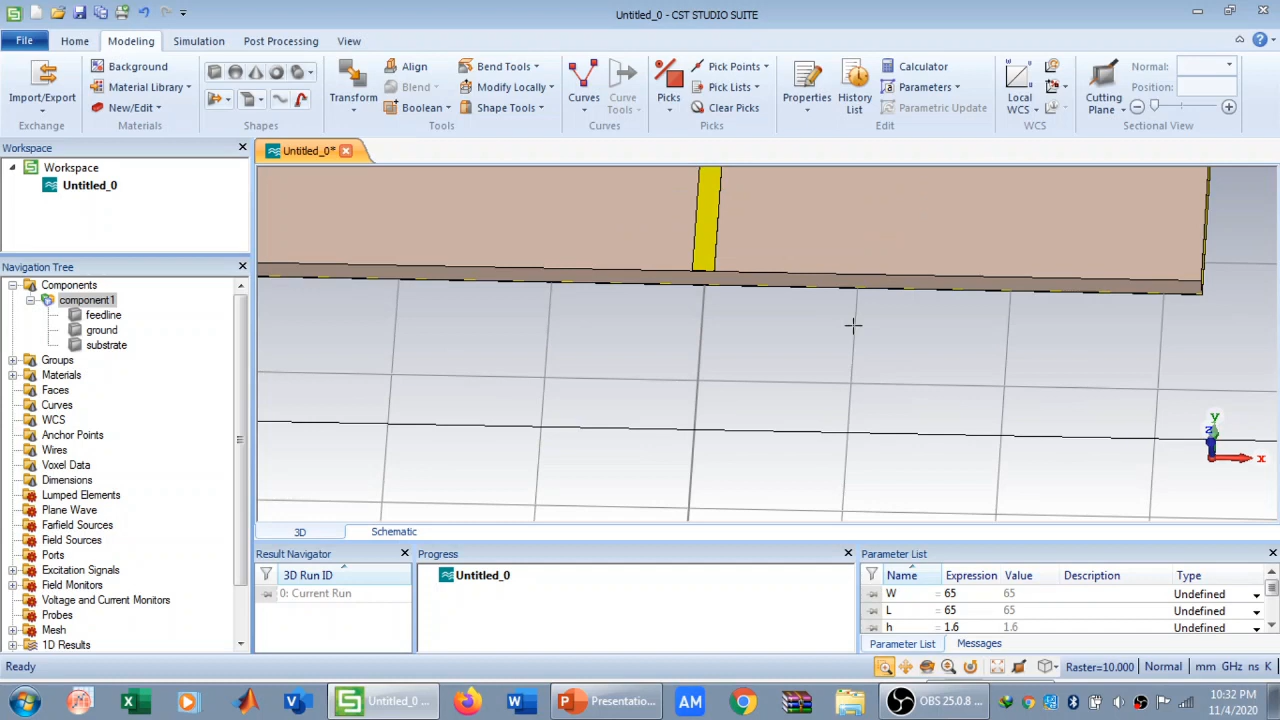 Untitled_0 - CST STUDIO SUITE
File Home Modeling Simulation Post Processing View
Import/Export
Exchange
Background
Material Library
New/Edit
Materials
Shapes
Transform
Align
Blend
Boolean
Bend Tools
Modify Locally
Shape Tools
Tools
Curves
Curve Tools
Curves
Picks
Pick Points
Pick Lists
Clear Picks
Picks
Properties
History List
Calculator
Parameters
Parametric Update
Edit
Local WCS
WCS
Cutting Plane
Normal:
Position:
Sectional View
Workspace
Workspace
Untitled_0
Untitled_0*
Navigation Tree
Components
component1
feedline
ground
substrate
Groups
Materials
Faces
Curves
WCS
Anchor Points
Wires
Voxel Data
Dimensions
Lumped Elements
Plane Wave
Farfield Sources
Field Sources
Ports
Excitation Signals
Field Monitors
Voltage and Current Monitors
Probes
Mesh
1D Results
y
z
x
3D Schematic
Result Navigator
3D Run ID
0: Current Run
Progress
Untitled_0
Parameter List
Name Expression Value Description Type
W = 65 65 Undefined
L = 65 65 Undefined
h = 1.6 1.6 Undefined
Parameter List Messages
Ready
Raster=10.000 Normal mm GHz ns K
Untitled_0 ...
Presentatio...
AM
OBS 25.0.8 ...
10:32 PM
11/4/2020